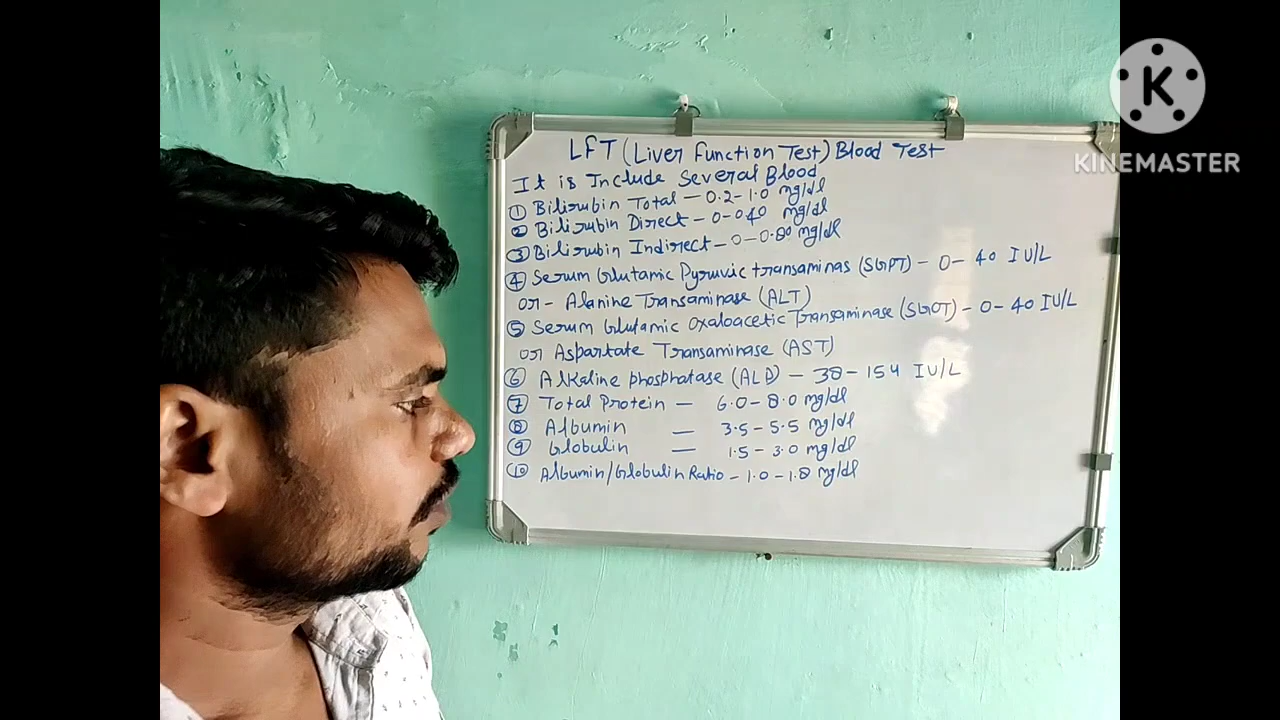 LFT (Liver Function Test) Blood Test
It is Include Several Blood
① Bilirubin Total – 0.2 – 1.0 mg/dl
② Bilirubin Direct – 0 – 0.40 mg/dl
③ Bilirubin Indirect – 0 – 0.80 mg/dl
④ Serum Glutamic Pyruvic transaminas (SGPT) – 0 – 40 IU/L
or – Alanine Transaminase (ALT)
⑤ Serum Glutamic Oxaloacetic Transaminase (SGOT) – 0 – 40 IU/L
or Aspartate Transaminase (AST)
⑥ Alkaline phosphatase (ALP) – 38 – 154 IU/L
⑦ Total Protein – 6.0 – 8.0 mg/dl
⑧ Albumin = 3.5 – 5.5 mg/dl
⑨ Globulin = 1.5 – 3.0 mg/dl
⑩ Albumin/Globulin Ratio – 1.0 – 1.8 mg/dl
K
KINEMASTER